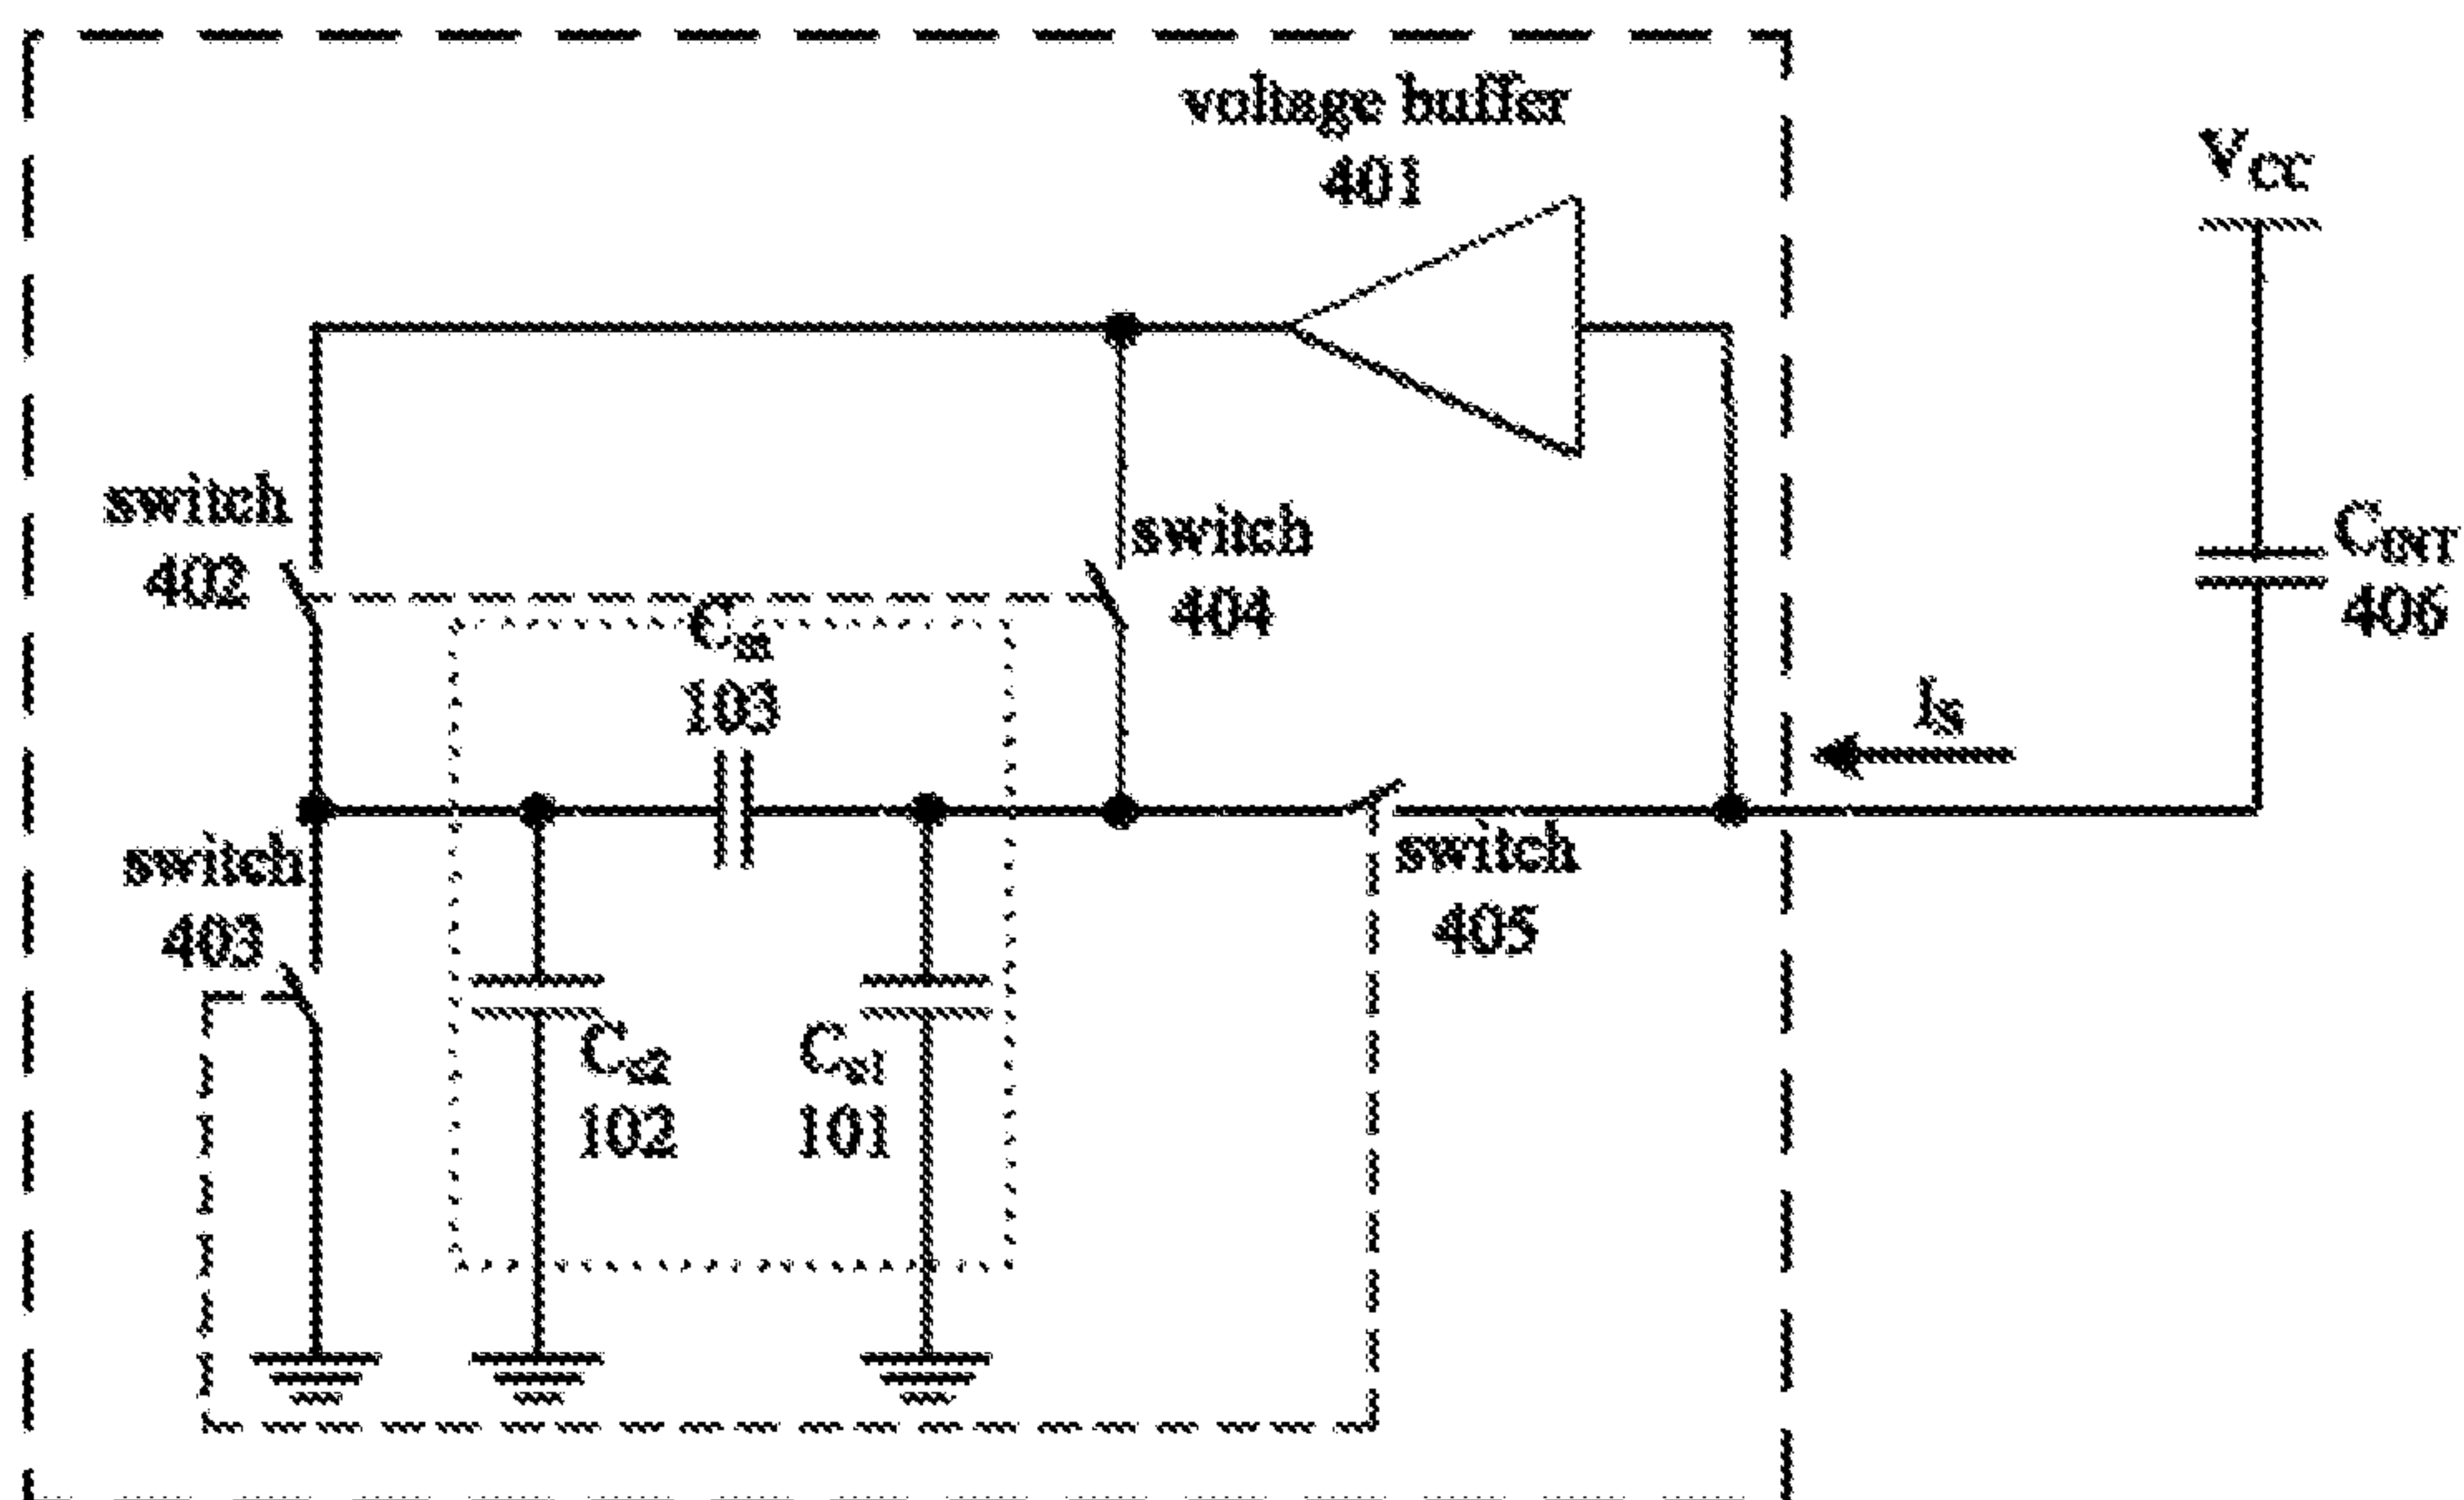 voltage buffer
401
VCC
switch
402
switch
404
CINT
406
Cm
103
IS
switch
403
switch
405
Cs2
102
Cs1
101